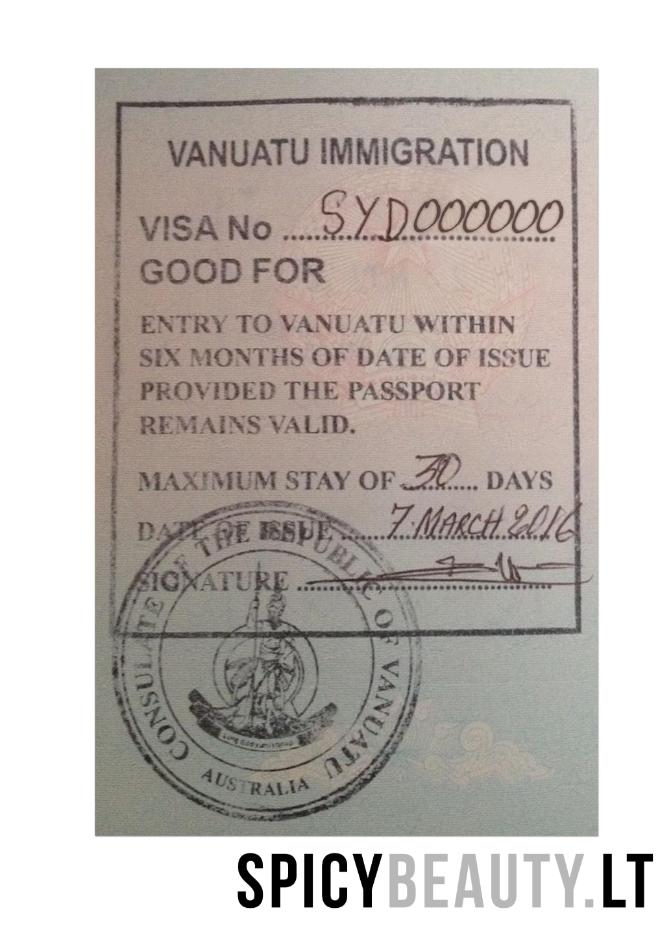 VANUATU IMMIGRATION
VISA No ........SYD000000
GOOD FOR
ENTRY TO VANUATU WITHIN
SIX MONTHS OF DATE OF ISSUE
PROVIDED THE PASSPORT
REMAINS VALID.
MAXIMUM STAY OF 30 DAYS
DATE OF ISSUE 7 MARCH 2016
SIGNATURE
CONSULATE OF THE REPUBLIC OF VANUATU
AUSTRALIA
SPICYBEAUTY.LT